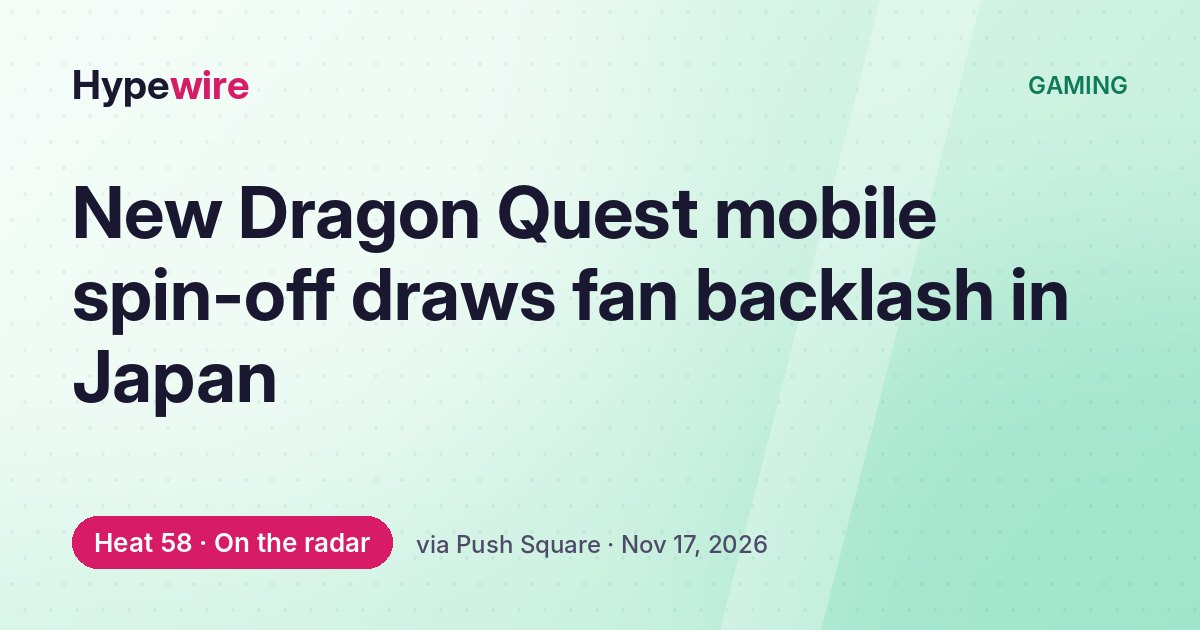 Hypewire
GAMING
New Dragon Quest mobile
spin-off draws fan backlash in
Japan
Heat 58 · On the radar
via Push Square · Nov 17, 2026